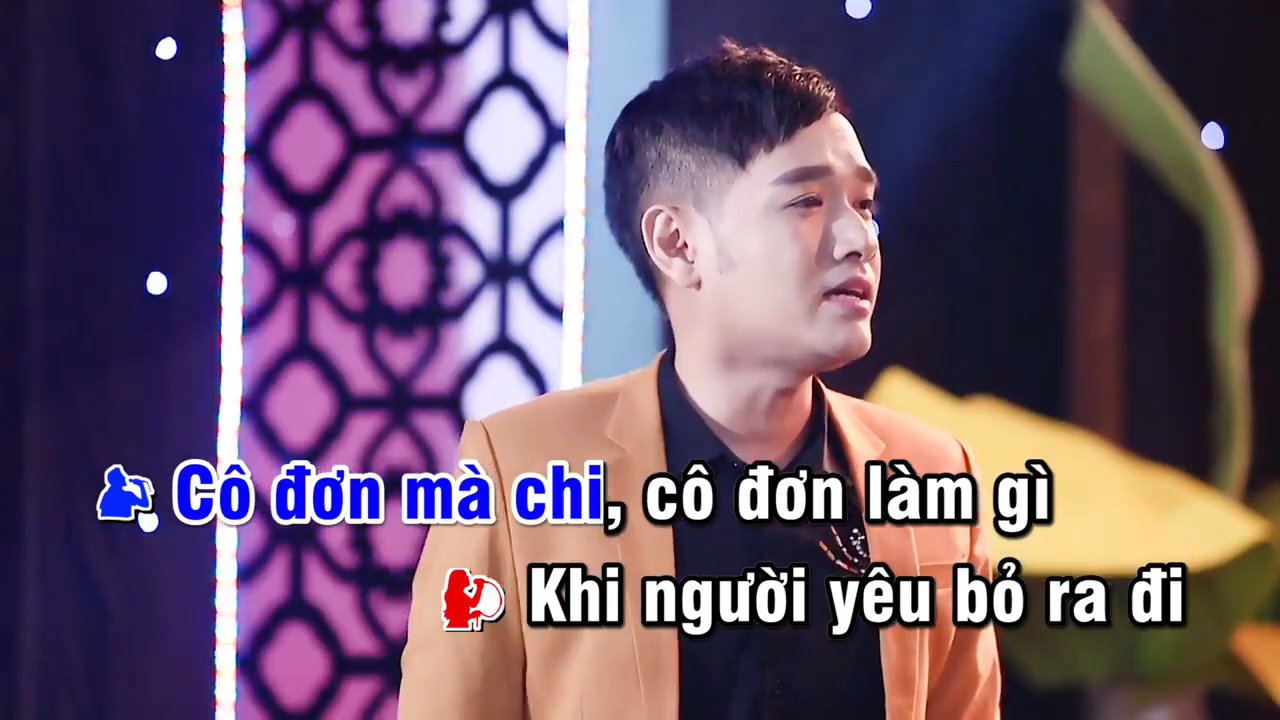 Cô đơn mà chi, cô đơn làm gì
Khi người yêu bỏ ra đi